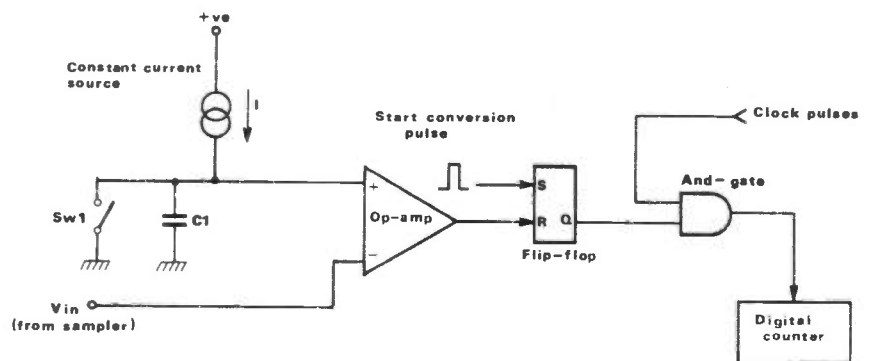 +ve
Constant current
source
I
Start conversion
pulse
Clock pulses
And-gate
+
Sw1
C1
Op-amp
S
R Q
Flip-flop
−
Vin
(from sampler)
Digital
counter